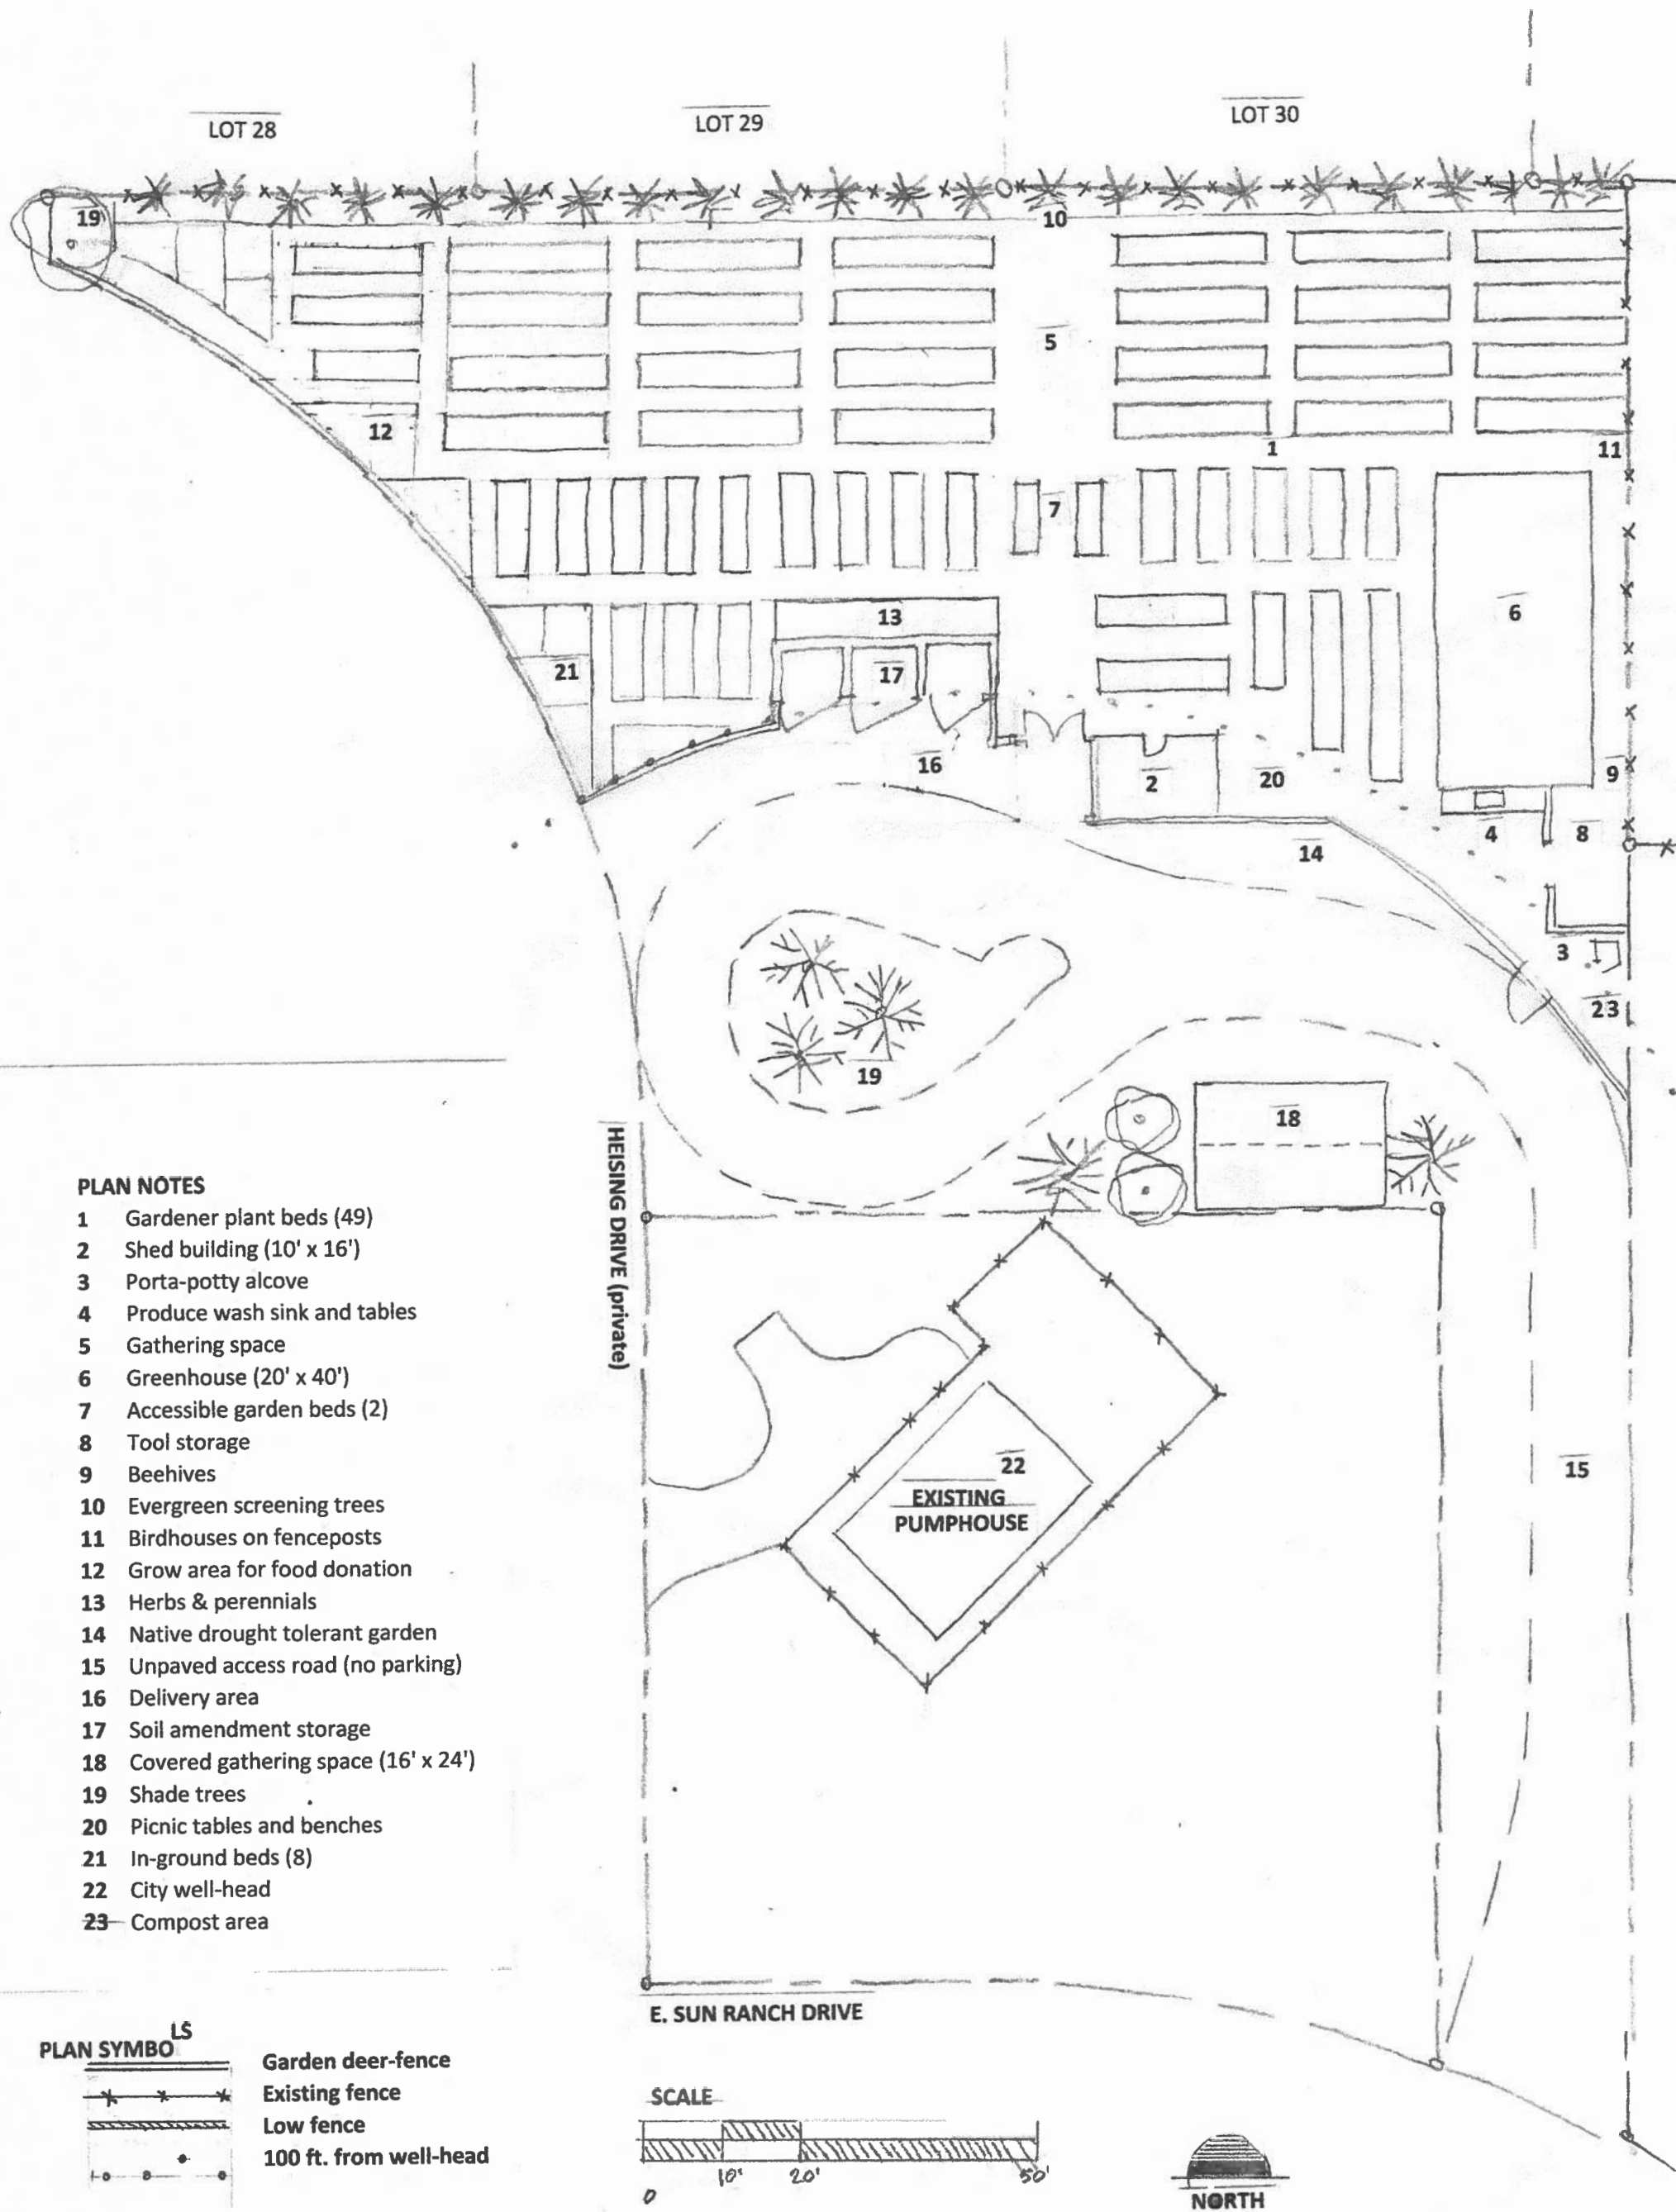 LOT 28
LOT 29
LOT 30
19
10
5
12
1
11
7
13
6
21
17
16
2
20
9
4
8
14
3
23
19
18
HEISING DRIVE (private)
PLAN NOTES
1 Gardener plant beds (49)
2 Shed building (10' x 16')
3 Porta-potty alcove
4 Produce wash sink and tables
5 Gathering space
6 Greenhouse (20' x 40')
7 Accessible garden beds (2)
8 Tool storage
9 Beehives
10 Evergreen screening trees
11 Birdhouses on fenceposts
12 Grow area for food donation
13 Herbs & perennials
14 Native drought tolerant garden
15 Unpaved access road (no parking)
16 Delivery area
17 Soil amendment storage
18 Covered gathering space (16' x 24')
19 Shade trees
20 Picnic tables and benches
21 In-ground beds (8)
22 City well-head
23 Compost area
22
EXISTING
PUMPHOUSE
15
E. SUN RANCH DRIVE
PLAN SYMBOLS
Garden deer-fence
Existing fence
Low fence
100 ft. from well-head
SCALE
0 10' 20' 50'
NORTH